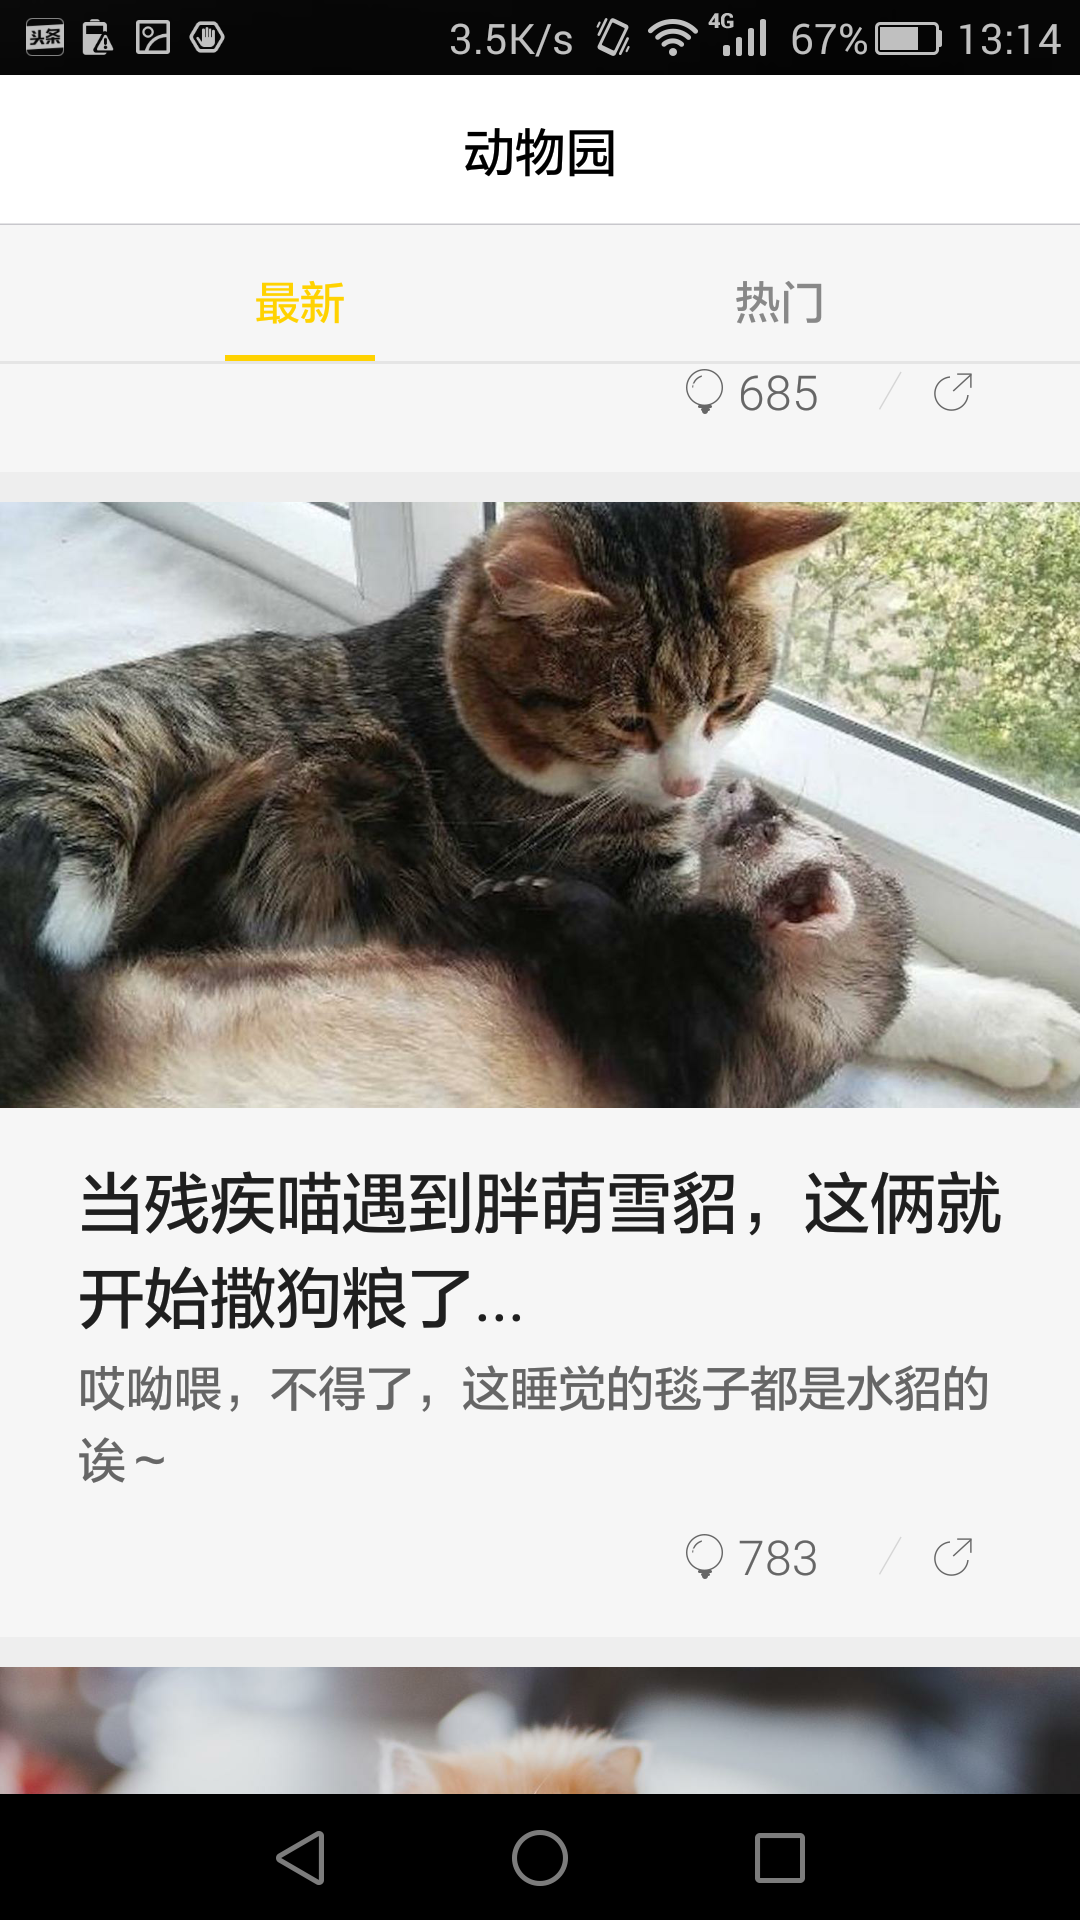 头条 3.5K/s 4G 67% 13:14
动物园
最新 热门
685
当残疾喵遇到胖萌雪貂，这俩就
开始撒狗粮了...
哎呦喂，不得了，这睡觉的毯子都是水貂的
诶~
783